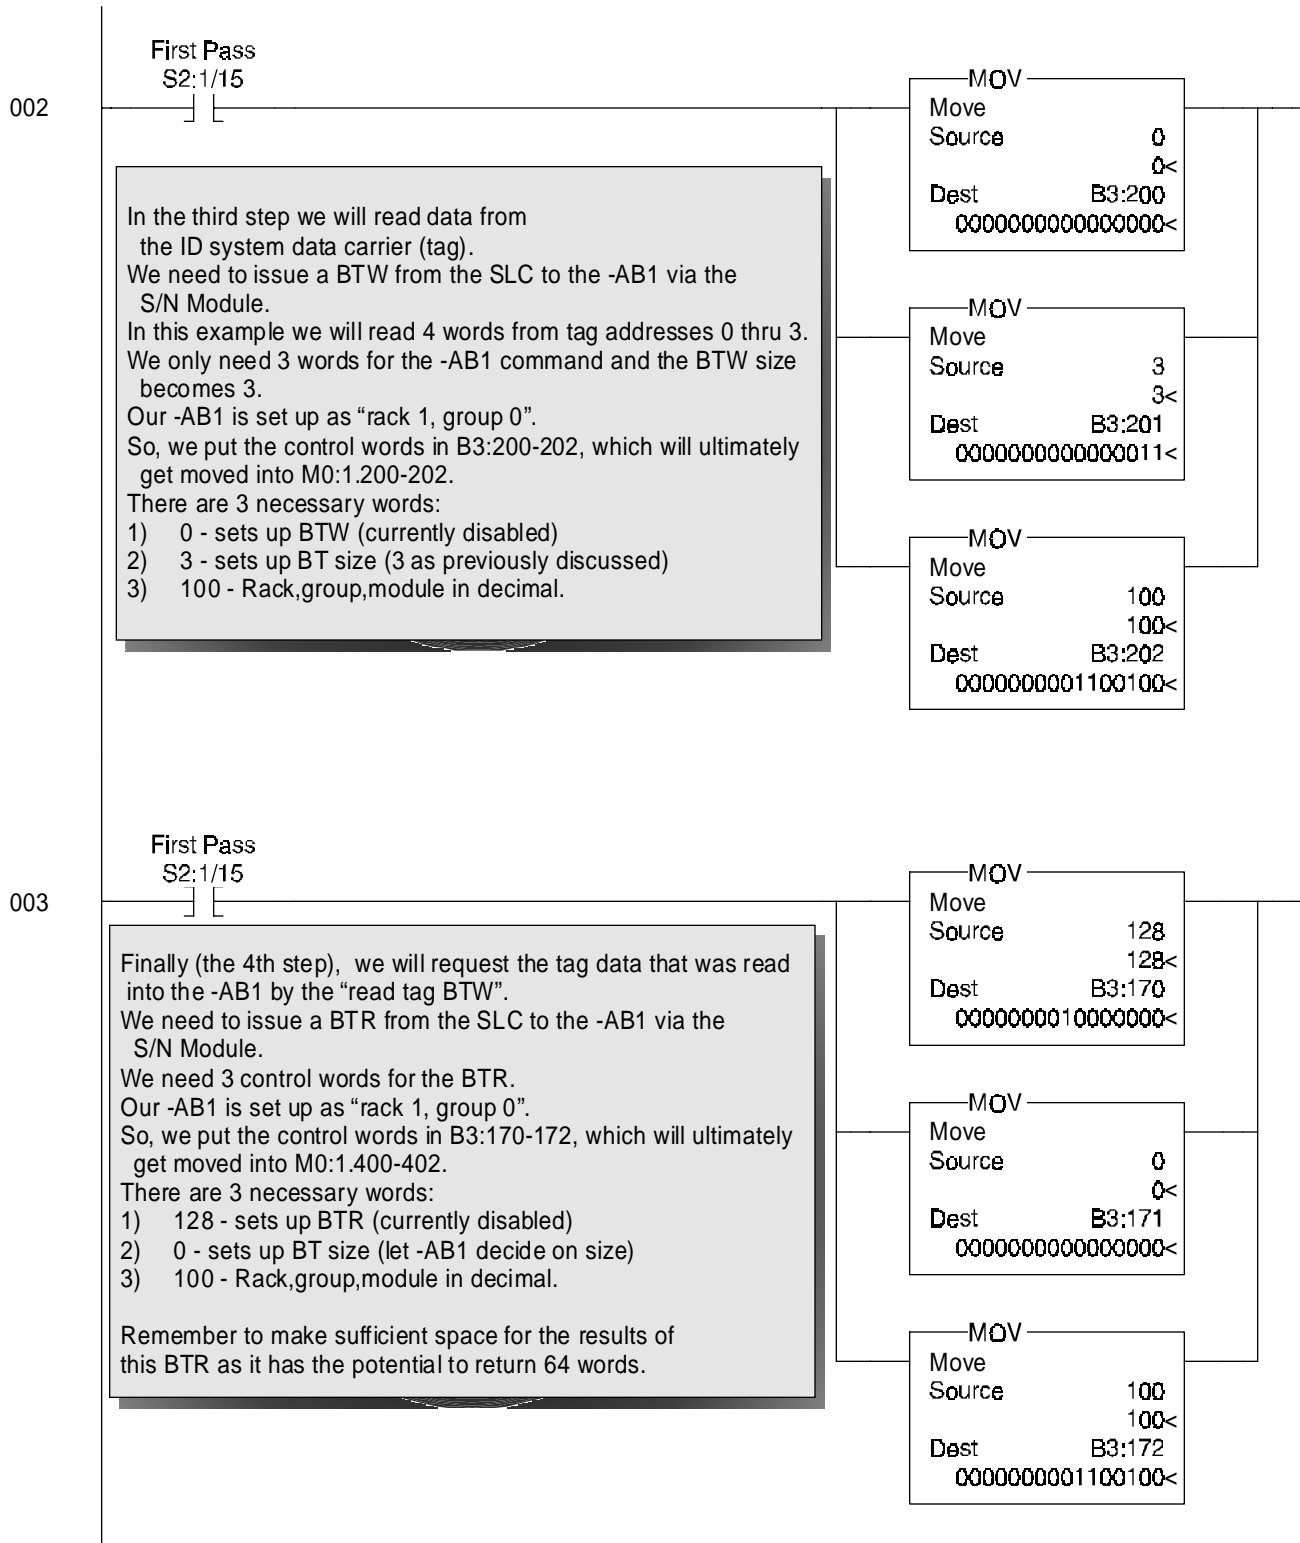 First Pass
S2:1/15
002
MOV
Move
Source 0
0<
Dest B3:200
0000000000000000<
In the third step we will read data from
the ID system data carrier (tag).
We need to issue a BTW from the SLC to the -AB1 via the
S/N Module.
In this example we will read 4 words from tag addresses 0 thru 3.
We only need 3 words for the -AB1 command and the BTW size
becomes 3.
Our -AB1 is set up as “rack 1, group 0”.
So, we put the control words in B3:200-202, which will ultimately
get moved into M0:1.200-202.
There are 3 necessary words:
1) 0 - sets up BTW (currently disabled)
2) 3 - sets up BT size (3 as previously discussed)
3) 100 - Rack,group,module in decimal.
MOV
Move
Source 3
3<
Dest B3:201
0000000000000011<
MOV
Move
Source 100
100<
Dest B3:202
0000000001100100<
First Pass
S2:1/15
003
MOV
Move
Source 128
128<
Dest B3:170
0000000010000000<
Finally (the 4th step), we will request the tag data that was read
into the -AB1 by the “read tag BTW”.
We need to issue a BTR from the SLC to the -AB1 via the
S/N Module.
We need 3 control words for the BTR.
Our -AB1 is set up as “rack 1, group 0”.
So, we put the control words in B3:170-172, which will ultimately
get moved into M0:1.400-402.
There are 3 necessary words:
1) 128 - sets up BTR (currently disabled)
2) 0 - sets up BT size (let -AB1 decide on size)
3) 100 - Rack,group,module in decimal.
Remember to make sufficient space for the results of
this BTR as it has the potential to return 64 words.
MOV
Move
Source 0
0<
Dest B3:171
0000000000000000<
MOV
Move
Source 100
100<
Dest B3:172
0000000001100100<